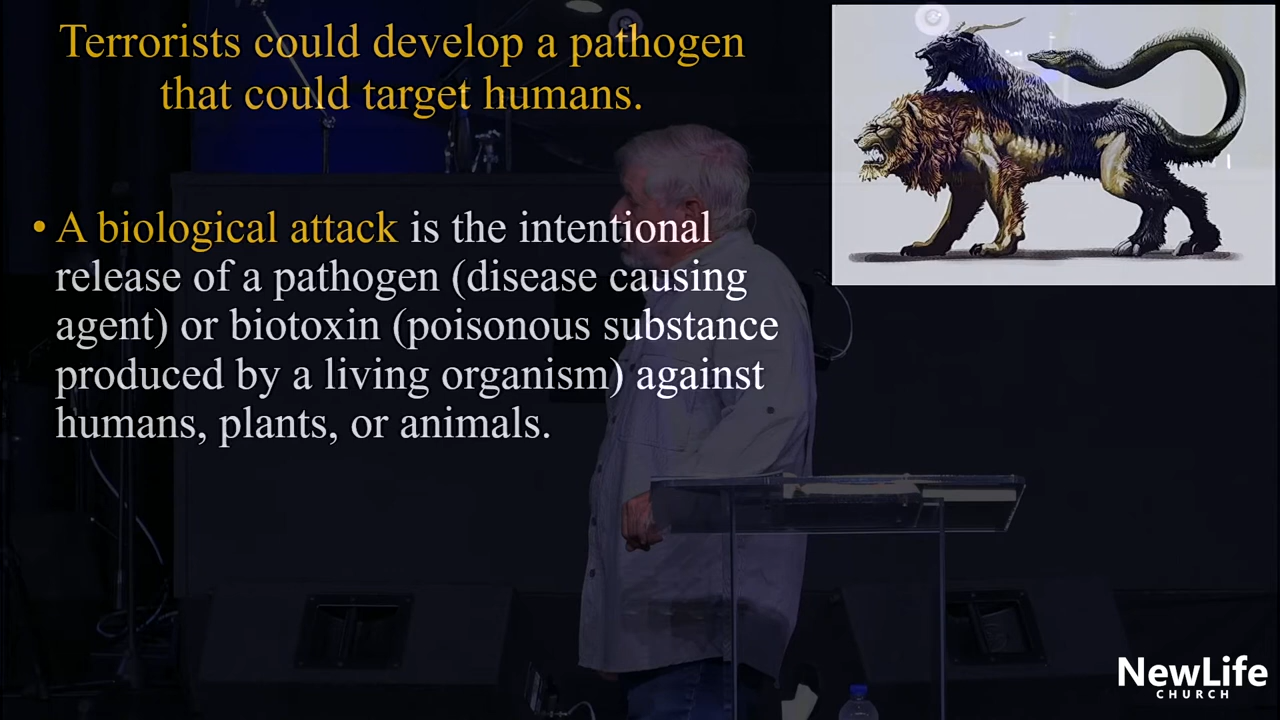 Terrorists could develop a pathogen
that could target humans.
• A biological attack is the intentional
release of a pathogen (disease causing
agent) or biotoxin (poisonous substance
produced by a living organism) against
humans, plants, or animals.
NewLife
CHURCH